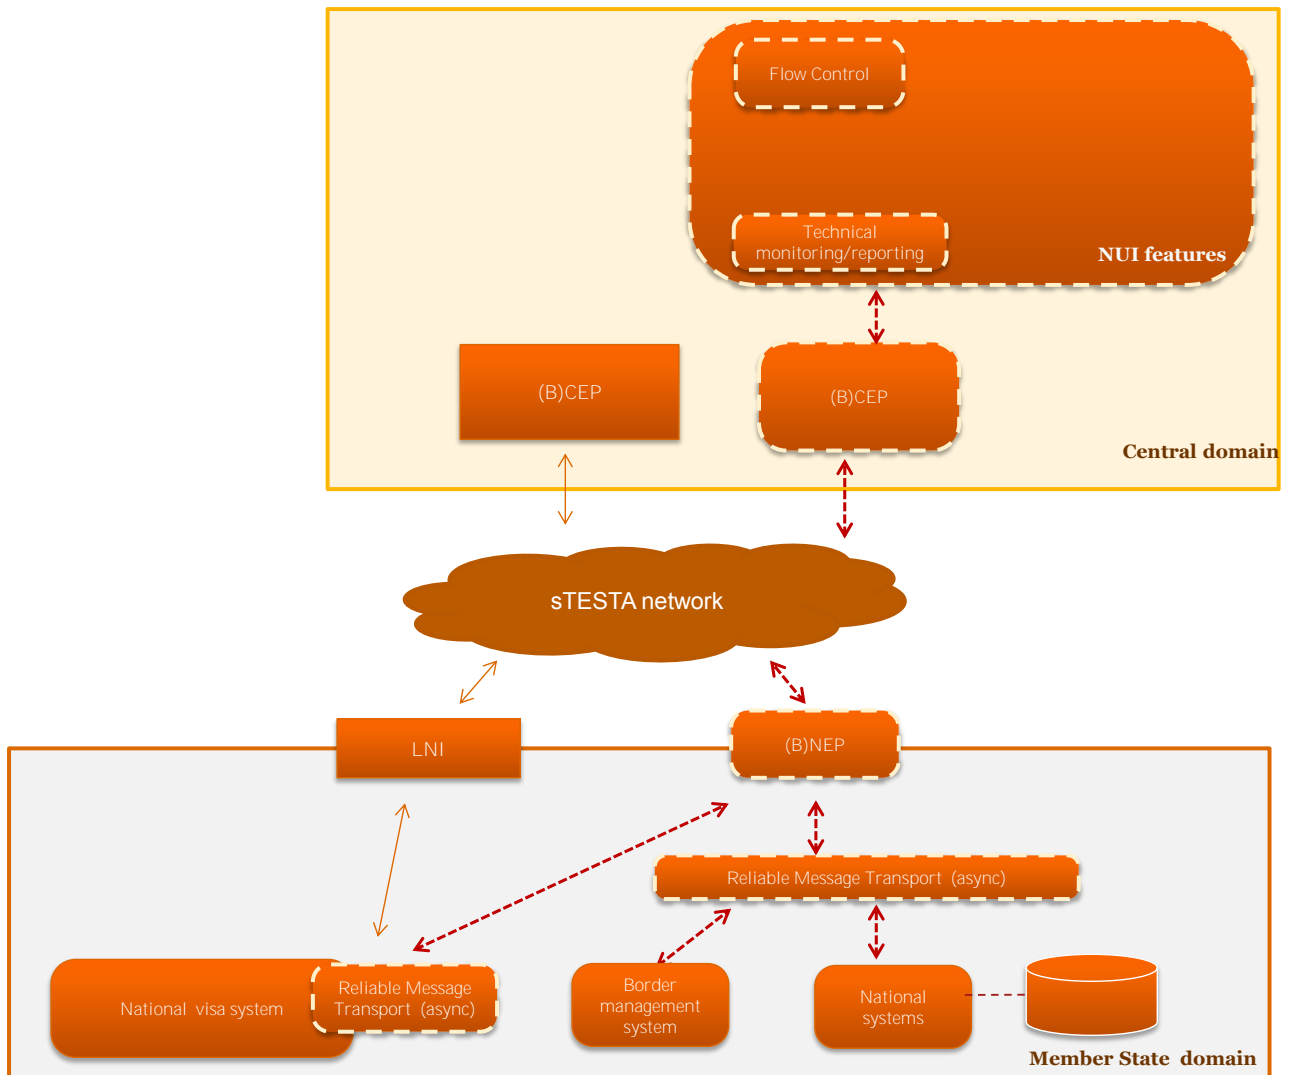 Flow Control
Technical
monitoring/reporting
NUI features
(B)CEP
(B)CEP
Central domain
sTESTA network
LNI
(B)NEP
Reliable Message Transport (async)
National visa system
Reliable Message
Transport (async)
Border
management
system
National
systems
Member State domain